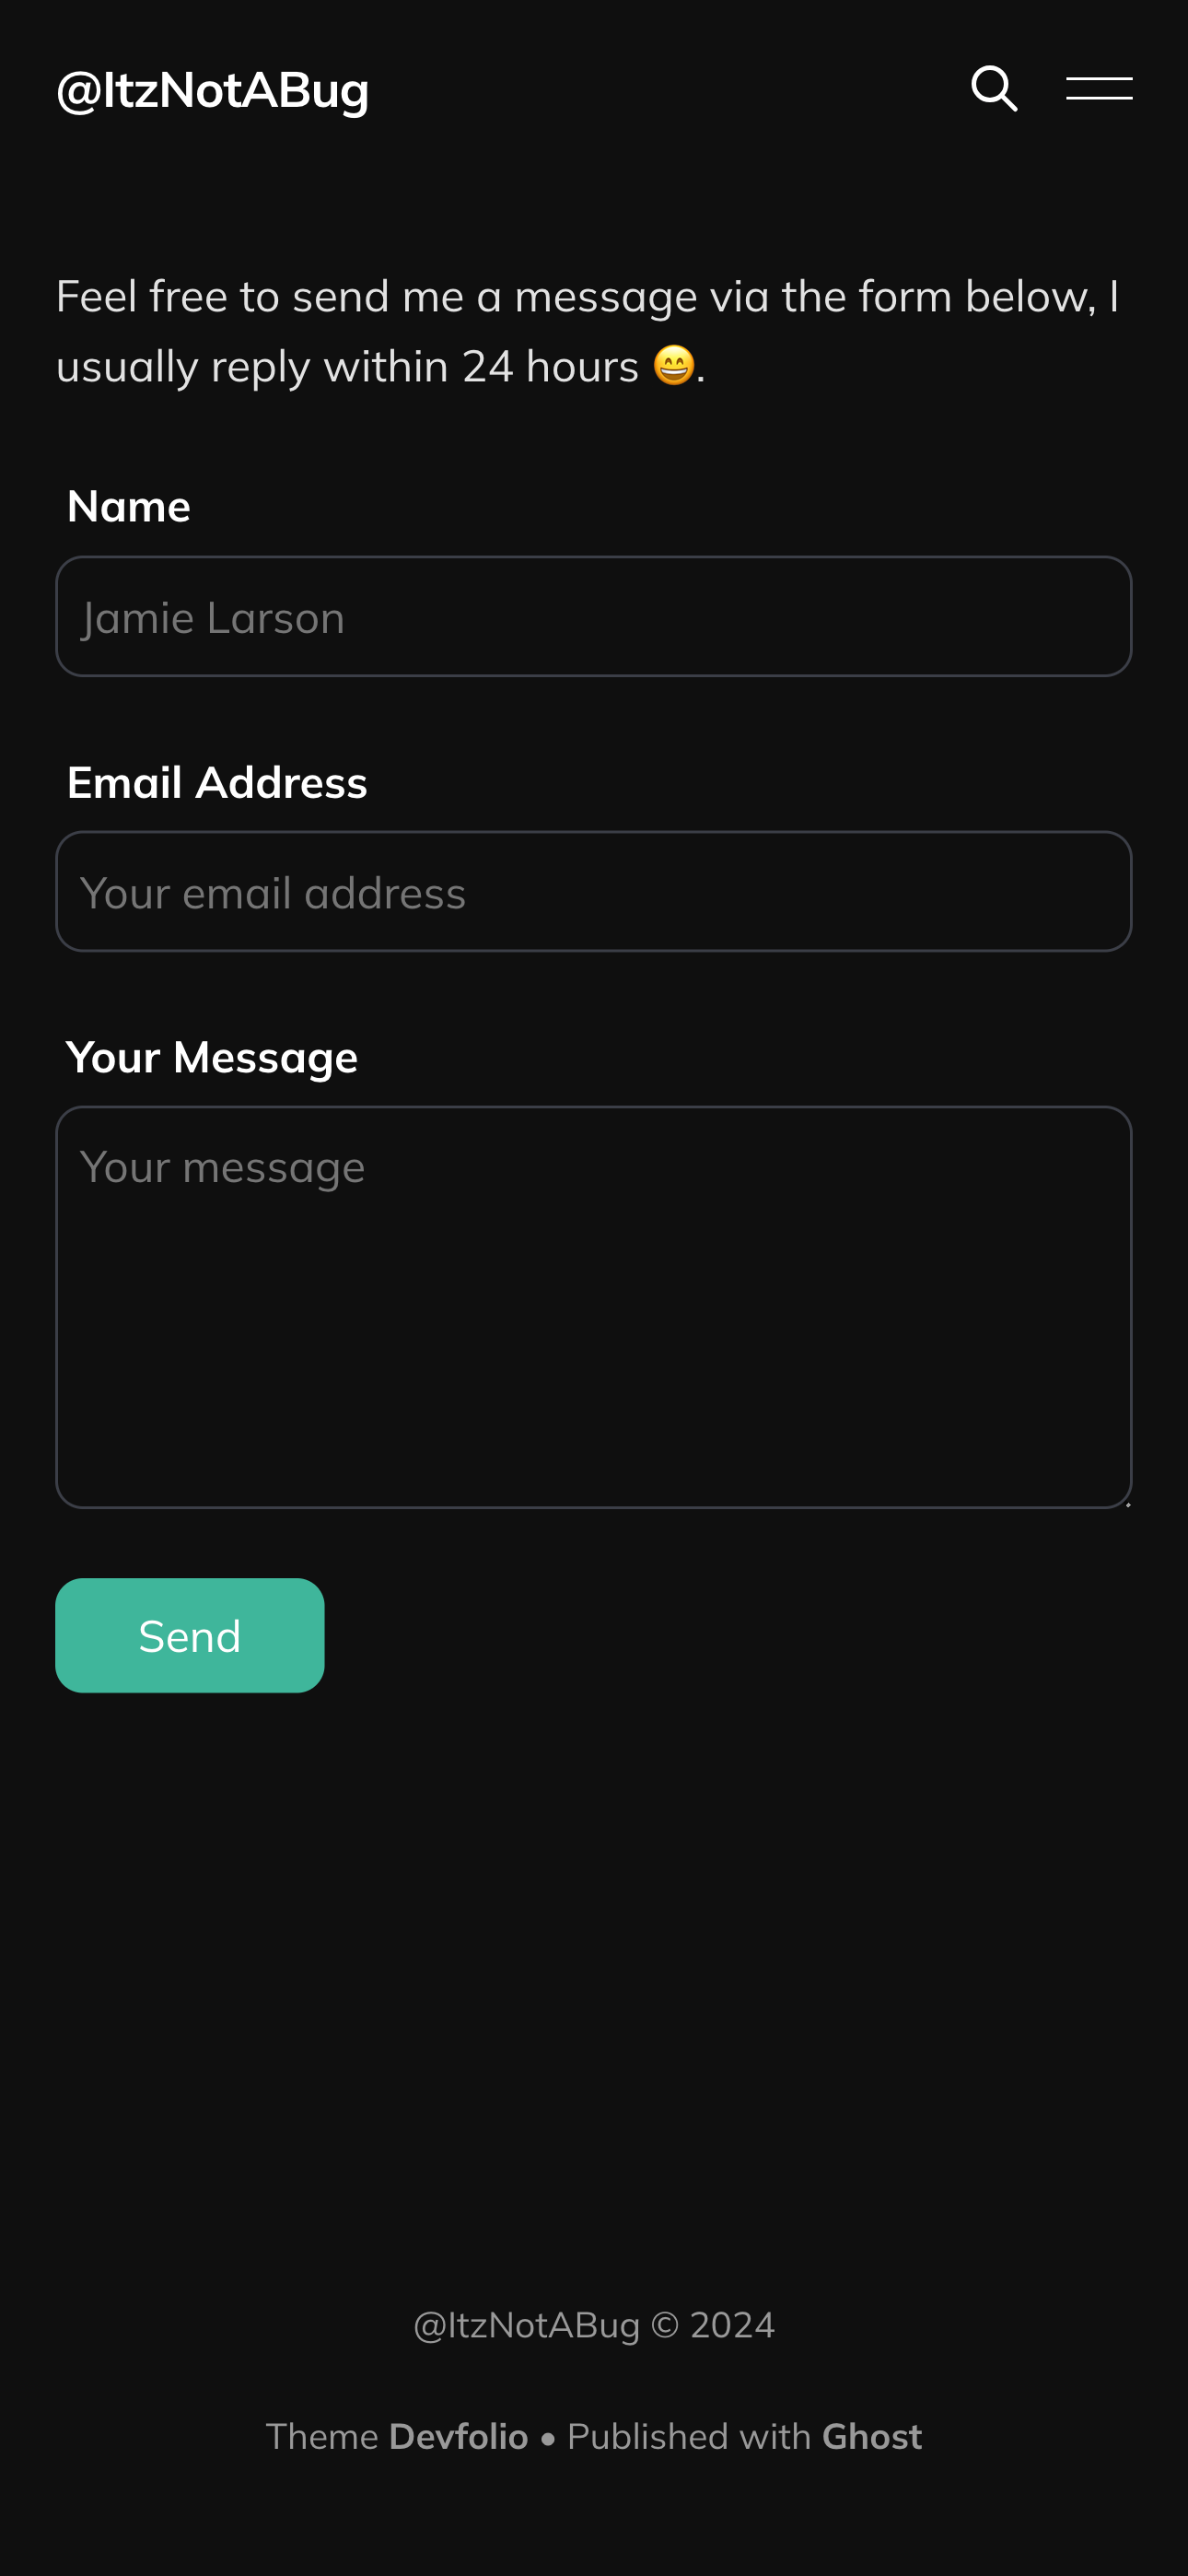 @ItzNotABug
Feel free to send me a message via the form below, I
usually reply within 24 hours 😄.
Name
Jamie Larson
Email Address
Your email address
Your Message
Your message
Send
@ItzNotABug © 2024
Theme Devfolio • Published with Ghost